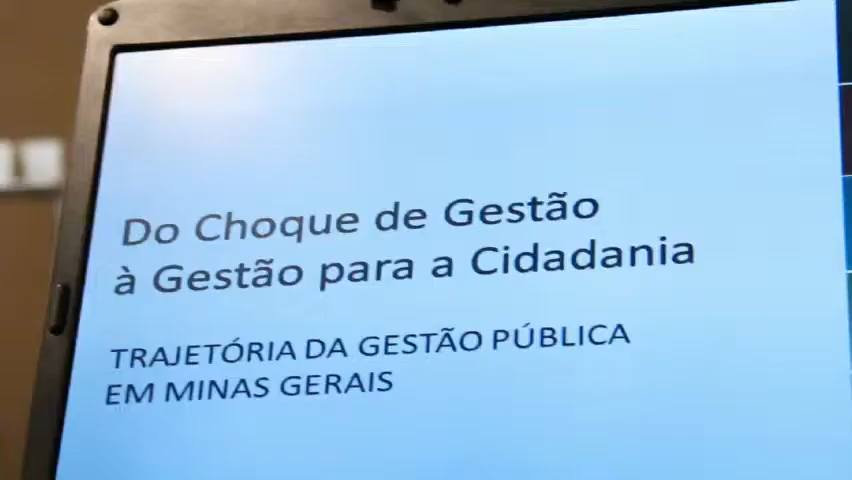 Do Choque de Gestão
à Gestão para a Cidadania
TRAJETÓRIA DA GESTÃO PÚBLICA
EM MINAS GERAIS